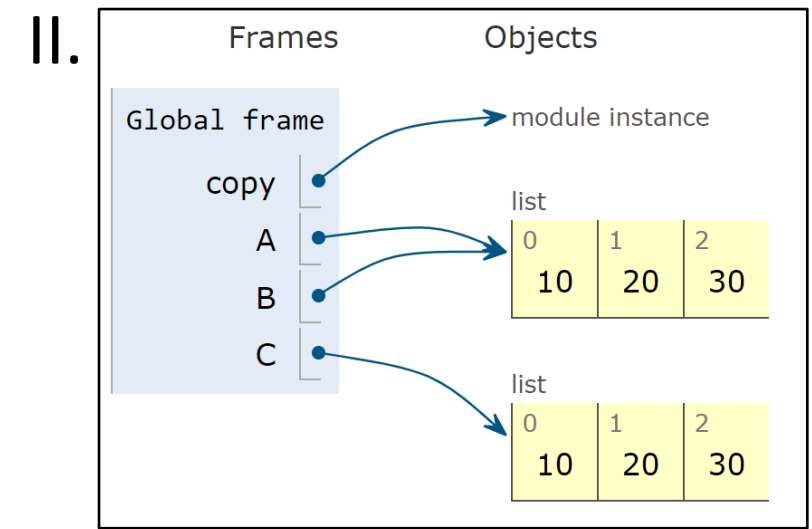 II.
Frames Objects
Global frame
module instance
copy
list
A
0 1 2
10 20 30
B
C
list
0 1 2
10 20 30